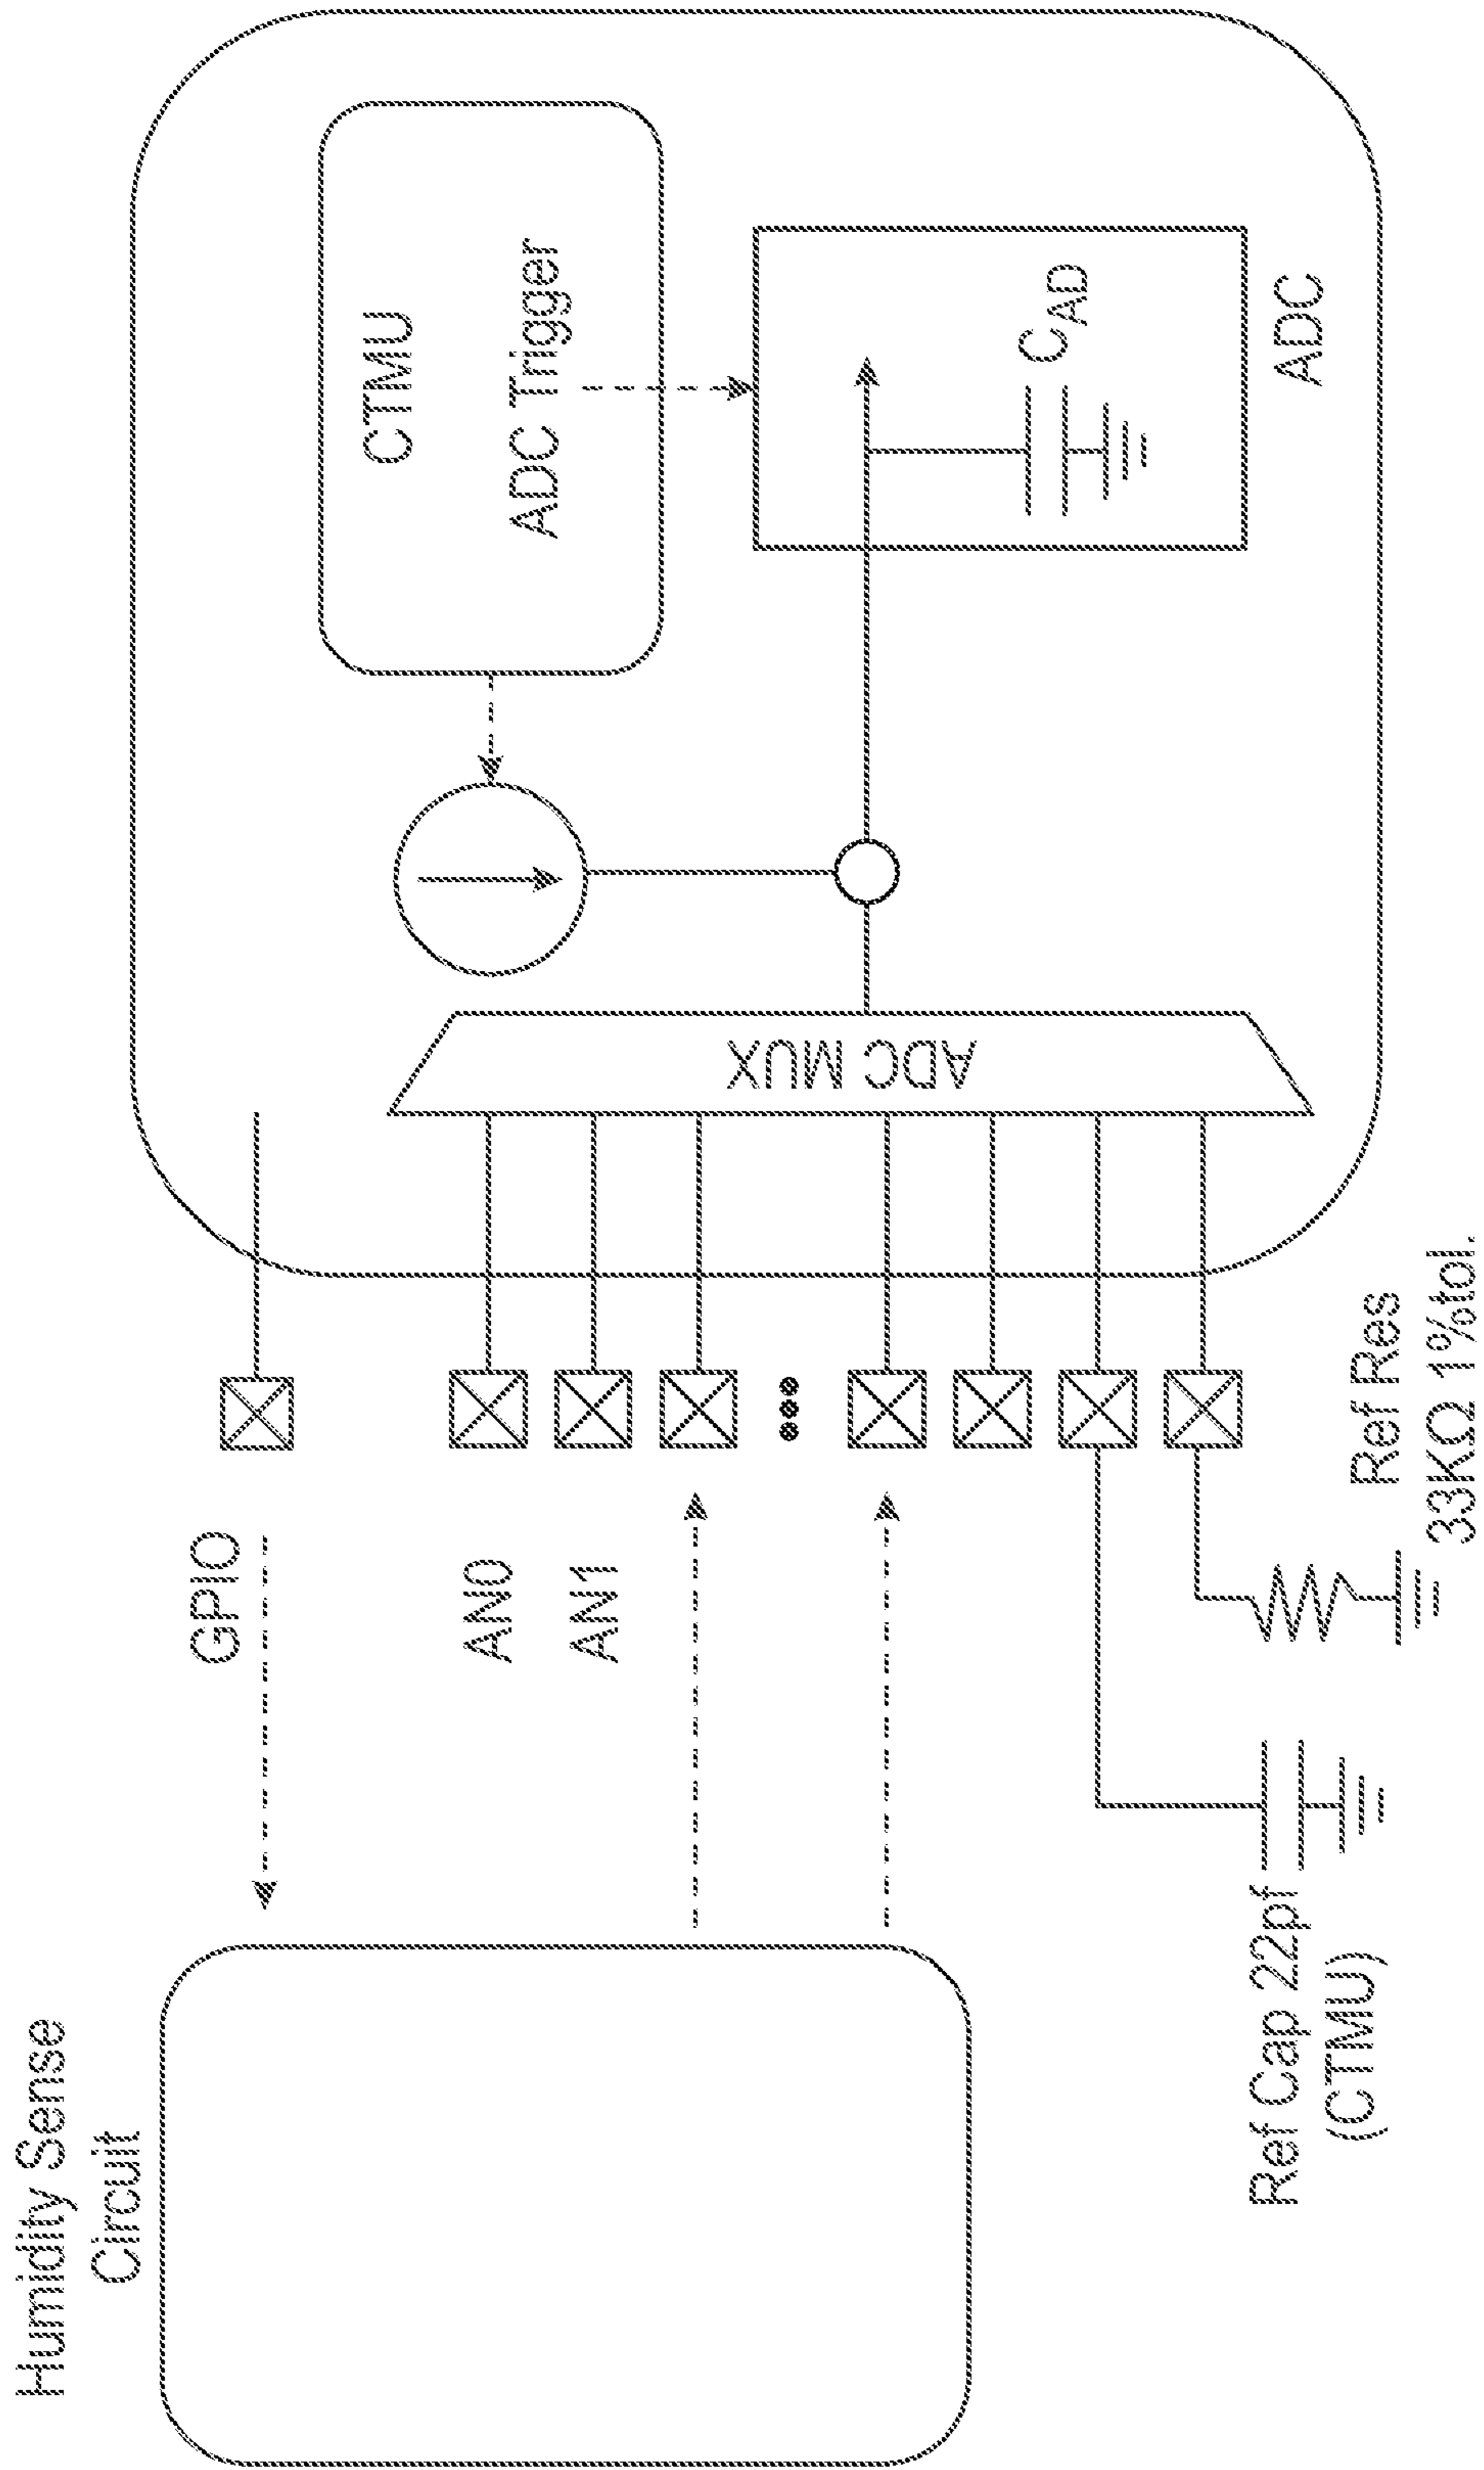 Humidity Sense
Circuit
GPIO
AN0
AN1
Ref Cap 22pf
(CTMU)
Ref Res
33KΩ 1%tol.
ADC MUX
CTMU
ADC Trigger
CAD
ADC